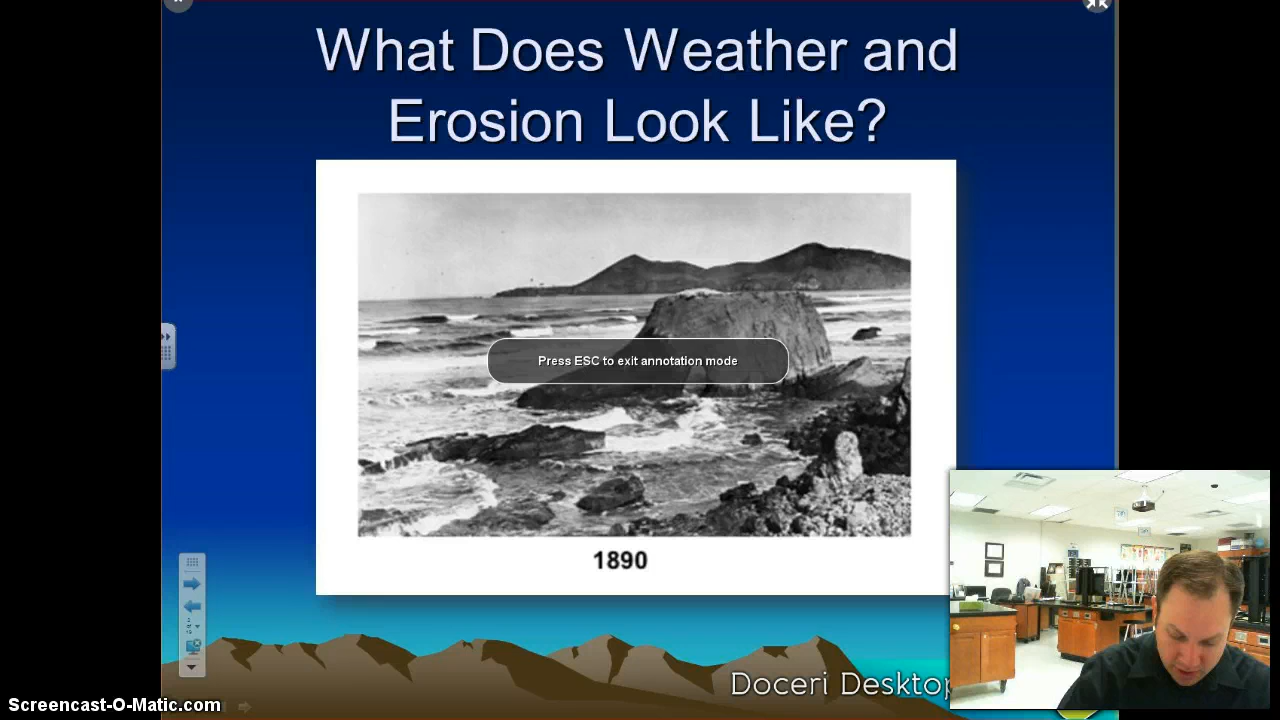 What Does Weather and
Erosion Look Like?
Press ESC to exit annotation mode
1890
Doceri Desktop
Screencast-O-Matic.com